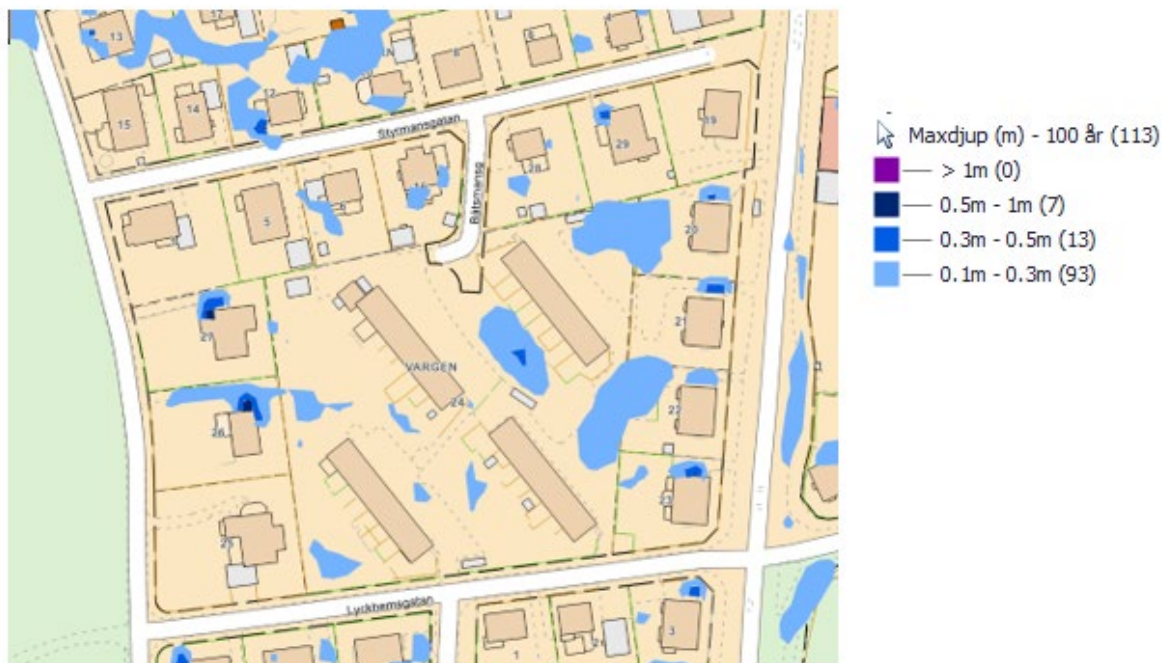 17
13
8
12
14
15
Styrmansgatan
19
29
28
Båtsmansg
5
20
21
27
VARGEN
24
22
26
23
25
Lyckhemsgatan
3
1
Maxdjup (m) - 100 år (113)
> 1m (0)
0.5m - 1m (7)
0.3m - 0.5m (13)
0.1m - 0.3m (93)